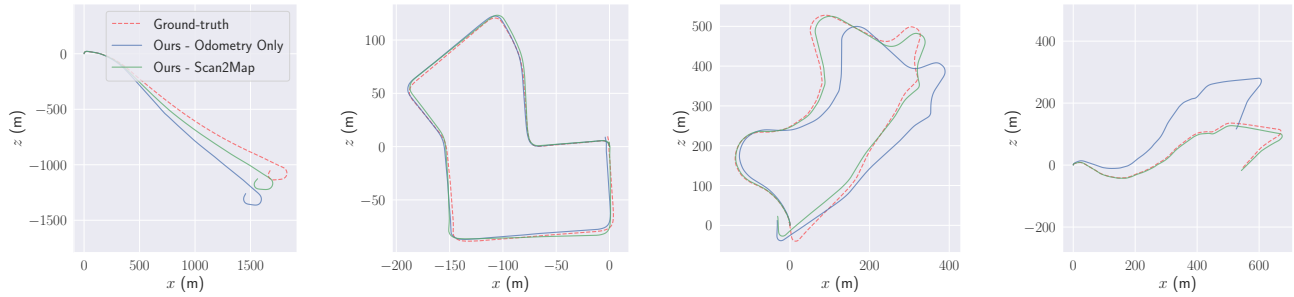 Ground-truth
Ours - Odometry Only
Ours - Scan2Map
0
−500
−1000
−1500
z (m)
0 500 1000 1500
x (m)
100
50
0
−50
z (m)
−200 −150 −100 −50 0
x (m)
500
400
300
200
100
0
z (m)
0 200 400
x (m)
400
200
0
−200
z (m)
0 200 400 600
x (m)